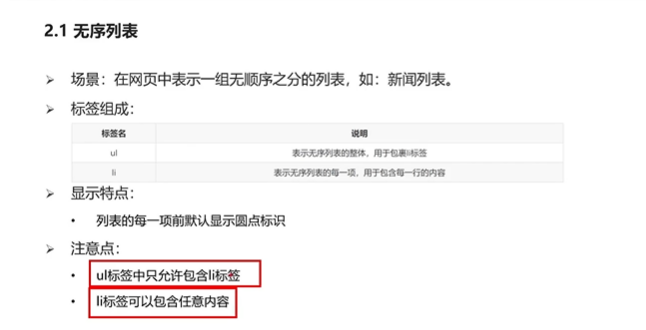 2.1 无序列表
场景：在网页中表示一组无顺序之分的列表，如：新闻列表。
标签组成：
标签名 说明
ul 表示无序列表的整体，用于包裹li标签
li 表示无序列表的每一项，用于包含每一行的内容
显示特点：
列表的每一项前默认显示圆点标识
注意点：
ul标签中只允许包含li标签
li标签可以包含任意内容